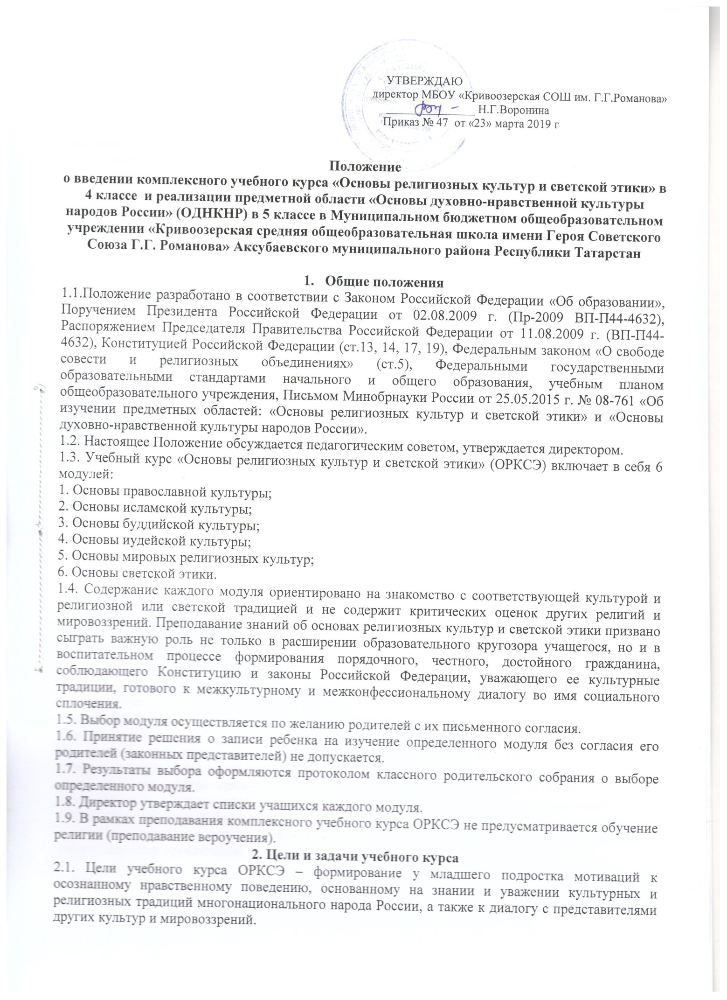 УТВЕРЖДАЮ
директор МБОУ «Кривоозерская СОШ им. Г.Г.Романова»
Н.Г.Воронина
Приказ № 47 от «23» марта 2019 г
Положение
о введении комплексного учебного курса «Основы религиозных культур и светской этики» в
4 классе и реализации предметной области «Основы духовно-нравственной культуры
народов России» (ОДНКНР) в 5 классе в Муниципальном бюджетном общеобразовательном
учреждении «Кривоозерская средняя общеобразовательная школа имени Героя Советского
Союза Г.Г. Романова» Аксубаевского муниципального района Республики Татарстан
1. Общие положения
1.1.Положение разработано в соответствии с Законом Российской Федерации «Об образовании»,
Поручением Президента Российской Федерации от 02.08.2009 г. (Пр-2009 ВП-П44-4632),
Распоряжением Председателя Правительства Российской Федерации от 11.08.2009 г. (ВП-П44-
4632), Конституцией Российской Федерации (ст.13, 14, 17, 19), Федеральным законом «О свободе
совести и религиозных объединениях» (ст.5), Федеральными государственными
образовательными стандартами начального и общего образования, учебным планом
общеобразовательного учреждения, Письмом Минобрнауки России от 25.05.2015 г. № 08-761 «Об
изучении предметных областей: «Основы религиозных культур и светской этики» и «Основы
духовно-нравственной культуры народов России».
1.2. Настоящее Положение обсуждается педагогическим советом, утверждается директором.
1.3. Учебный курс «Основы религиозных культур и светской этики» (ОРКСЭ) включает в себя 6
модулей:
1. Основы православной культуры;
2. Основы исламской культуры;
3. Основы буддийской культуры;
4. Основы иудейской культуры;
5. Основы мировых религиозных культур;
6. Основы светской этики.
1.4. Содержание каждого модуля ориентировано на знакомство с соответствующей культурой и
религиозной или светской традицией и не содержит критических оценок других религий и
мировоззрений. Преподавание знаний об основах религиозных культур и светской этики призвано
сыграть важную роль не только в расширении образовательного кругозора учащегося, но и в
воспитательном процессе формирования порядочного, честного, достойного гражданина,
соблюдающего Конституцию и законы Российской Федерации, уважающего ее культурные
традиции, готового к межкультурному и межконфессиональному диалогу во имя социального
сплочения.
1.5. Выбор модуля осуществляется по желанию родителей с их письменного согласия.
1.6. Принятие решения о записи ребенка на изучение определенного модуля без согласия его
родителей (законных представителей) не допускается.
1.7. Результаты выбора оформляются протоколом классного родительского собрания о выборе
определенного модуля.
1.8. Директор утверждает списки учащихся каждого модуля.
1.9. В рамках преподавания комплексного учебного курса ОРКСЭ не предусматривается обучение
религии (преподавание вероучения).
2. Цели и задачи учебного курса
2.1. Цели учебного курса ОРКСЭ – формирование у младшего подростка мотиваций к
осознанному нравственному поведению, основанному на знании и уважении культурных и
религиозных традиций многонационального народа России, а также к диалогу с представителями
других культур и мировоззрений.